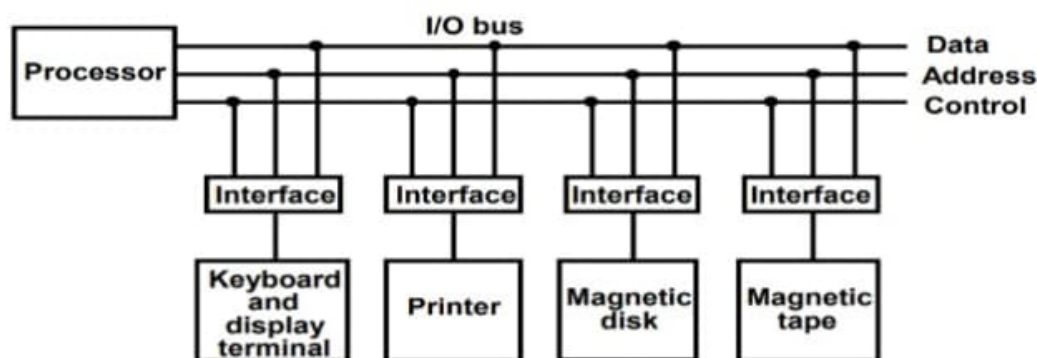 I/O bus
Processor
Data
Address
Control
Interface
Interface
Interface
Interface
Keyboard
and
display
terminal
Printer
Magnetic
disk
Magnetic
tape